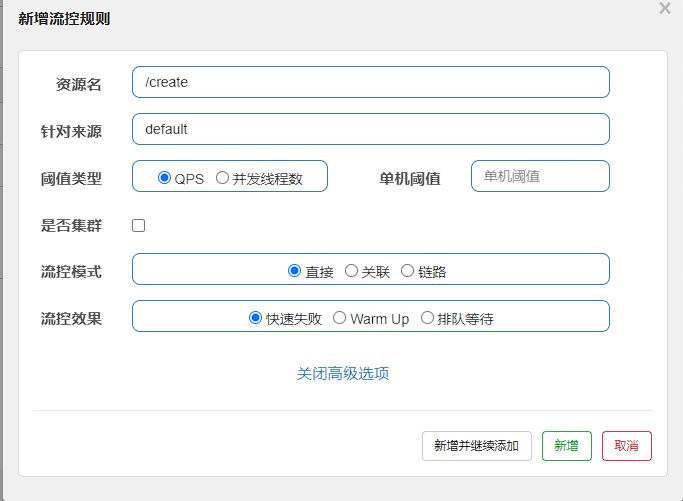 新增流控规则
×
资源名 /create
针对来源 default
阈值类型 QPS 并发线程数 单机阈值 单机阈值
是否集群
流控模式 直接 关联 链路
流控效果 快速失败 Warm Up 排队等待
关闭高级选项
新增并继续添加 新增 取消